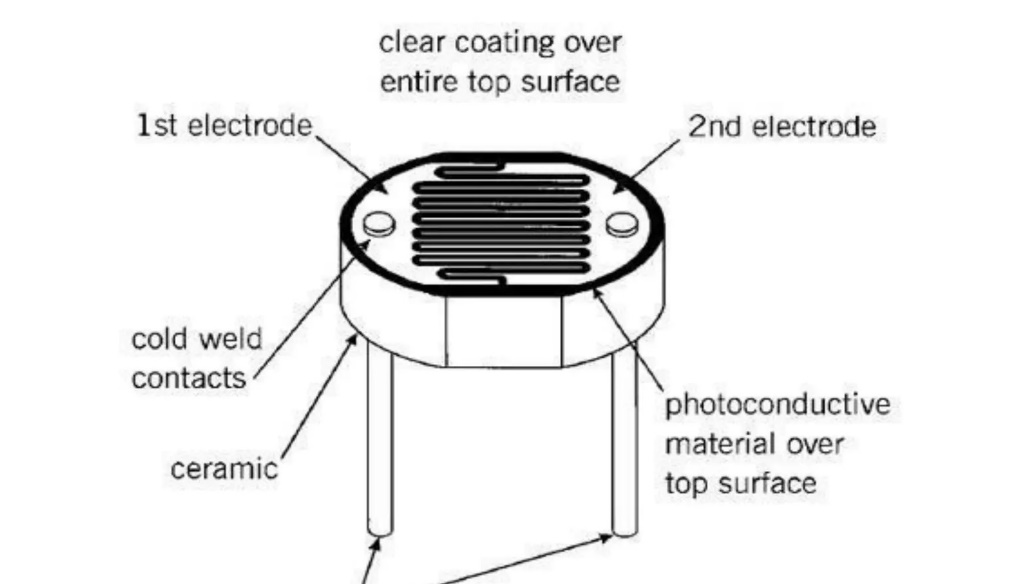 clear coating over
entire top surface
1st electrode
2nd electrode
cold weld
contacts
ceramic
photoconductive
material over
top surface